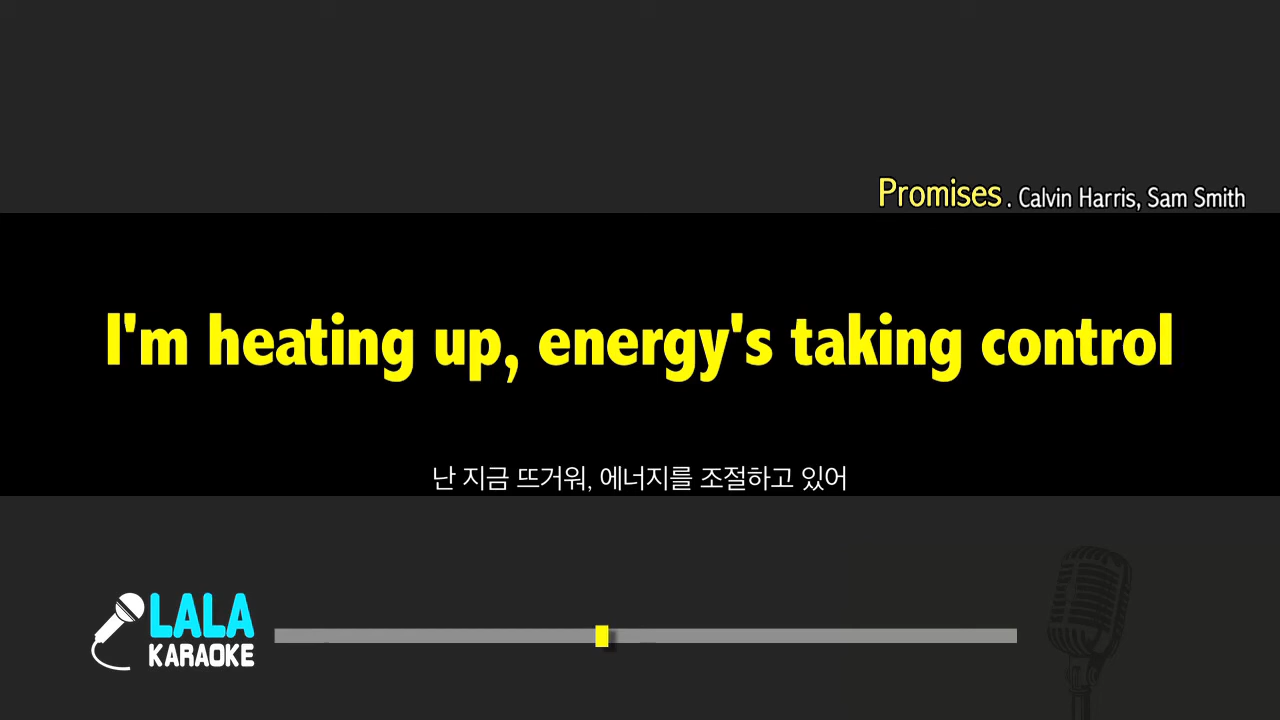 Promises . Calvin Harris, Sam Smith
I'm heating up, energy's taking control
난 지금 뜨거워, 에너지를 조절하고 있어
LALA
KARAOKE